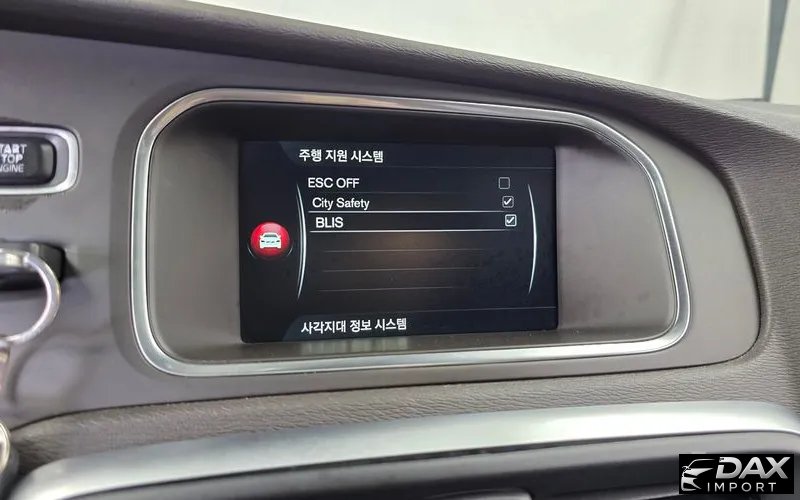 START
STOP
ENGINE
주행 지원 시스템
ESC OFF
City Safety
BLIS
사각지대 정보 시스템
DAX
IMPORT